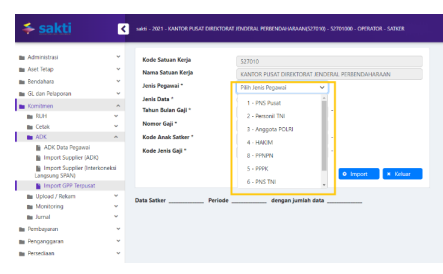 sakti
sakti - 2021 - KANTOR PUSAT DIREKTORAT JENDERAL PERBENDAHARAAN(527010) - 52701000 - OPERATOR - SATKER
Administrasi
Aset Tetap
Bendahara
GL dan Pelaporan
Komitmen
RUH
Cetak
ADK
ADK Data Pegawai
Import Supplier (ADK)
Import Supplier (Interkoneksi Langsung SPAN)
Import GPP Terpusat
Upload / Rekam
Monitoring
Jurnal
Pembayaran
Penganggaran
Persediaan
Kode Satuan Kerja
527010
Nama Satuan Kerja
KANTOR PUSAT DIREKTORAT JENDERAL PERBENDAHARAAN
Jenis Pegawai *
Pilih Jenis Pegawai
Jenis Data *
Tahun Bulan Gaji *
Nomor Gaji *
Kode Anak Satker *
Kode Jenis Gaji *
1 - PNS Pusat
2 - Personil TNI
3 - Anggota POLRI
4 - HAKIM
8 - PPNPN
5 - PPPK
6 - PNS TNI
Import
Keluar
Data Satker ________ Periode ________ dengan jumlah data ________